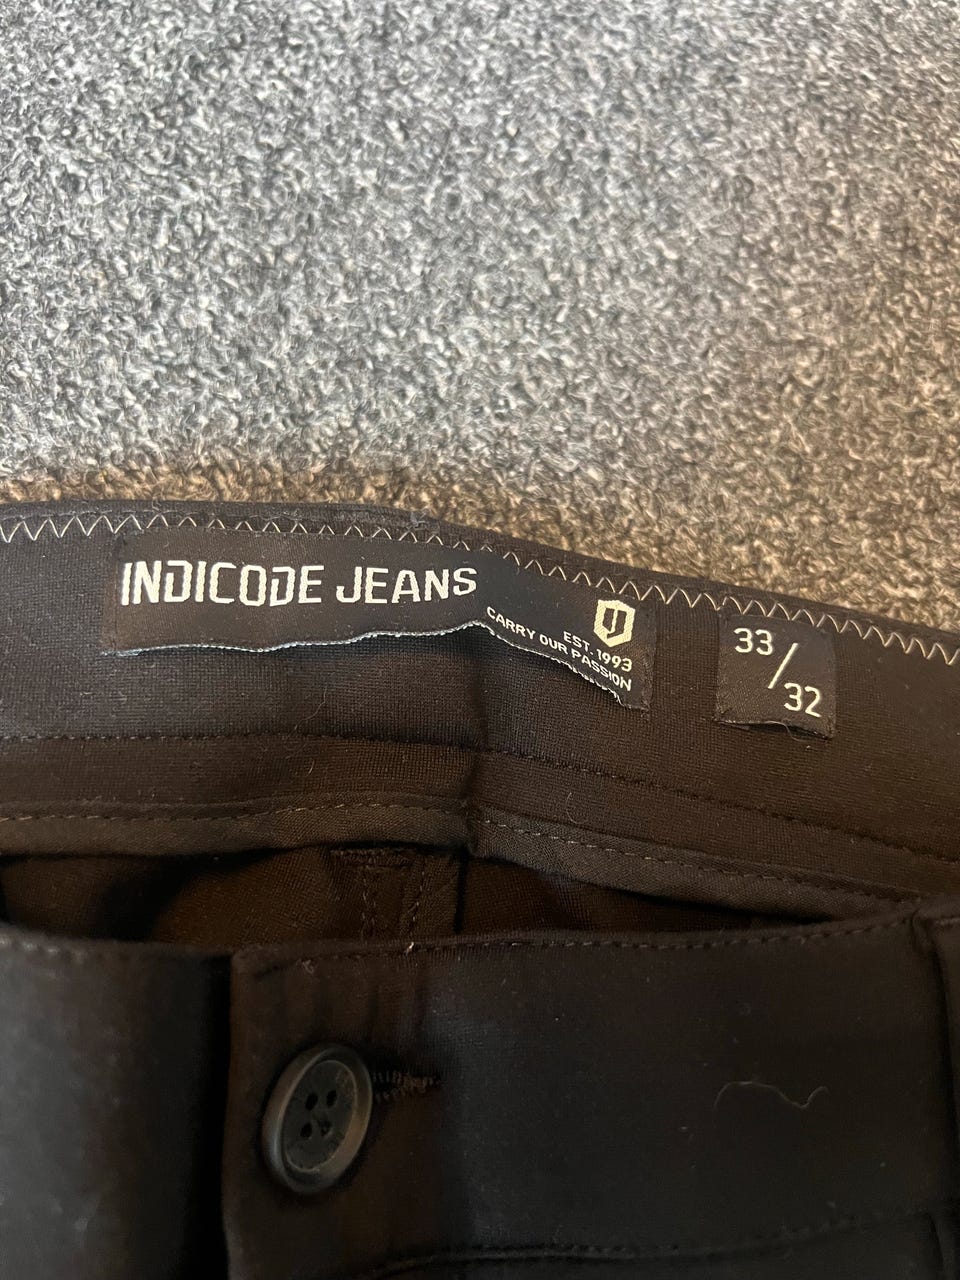 INDICODE JEANS
EST. 1993
CARRY OUR PASSION
33/
32